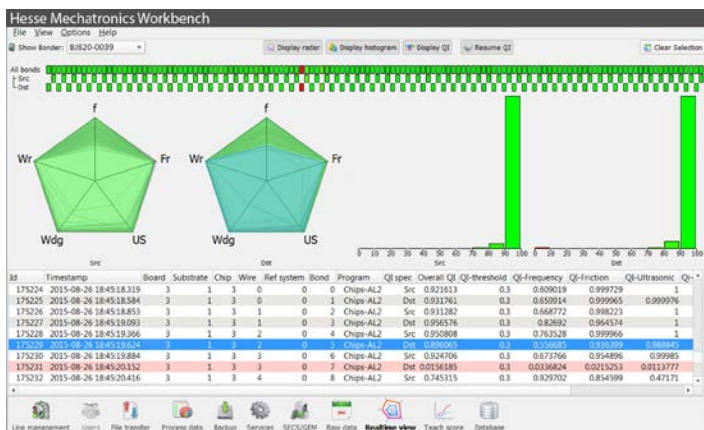 Hesse Mechatronics Workbench
File View Options Help
Show Bonder: BJ820-0039 Display radar Display histogram Display QI Resume QI Clear Selection
All bonds
Src
Dst
f f
Wr Fr Wr Fr
Wdg US Wdg US
0 10 20 30 40 50 60 70 80 90 100 0 10 20 30 40 50 60 70 80 90 100
Src Dst Src Dst
Id Timestamp Board Substrate Chip Wire Ref system Bond Program QI spec Overall QI QI-threshold QI-Frequency QI-Friction QI-Ultrasonic QI-
175224 2015-08-26 18:45:18.319 3 1 3 0 0 0 Chips-AL2 Src 0.921613 0.3 0.609019 0.999729 1
175225 2015-08-26 18:45:18.584 3 1 3 0 0 1 Chips-AL2 Dst 0.931761 0.3 0.659914 0.999965 0.999976
175226 2015-08-26 18:45:18.853 3 1 3 1 0 2 Chips-AL2 Src 0.931282 0.3 0.668772 0.998223 1
175227 2015-08-26 18:45:19.093 3 1 3 1 0 3 Chips-AL2 Dst 0.956576 0.3 0.82692 0.964574 1
175228 2015-08-26 18:45:19.366 3 1 3 2 0 4 Chips-AL2 Src 0.950808 0.3 0.763528 0.999966 1
175229 2015-08-26 18:45:19.624 3 1 3 2 0 5 Chips-AL2 Dst 0.890065 0.3 0.556685 0.936399 0.988845
175230 2015-08-26 18:45:19.884 3 1 3 3 0 6 Chips-AL2 Src 0.924706 0.3 0.673766 0.954896 0.99985
175231 2015-08-26 18:45:20.152 3 1 3 3 0 7 Chips-AL2 Dst 0.0156185 0.3 0.0336824 0.0215253 0.0113777
175232 2015-08-26 18:45:20.416 3 1 3 4 0 8 Chips-AL2 Src 0.745315 0.3 0.929702 0.854599 0.47171
Line management Users File transfer Process data Backup Services SECS/GEM Raw data Realtime view Teach score Database